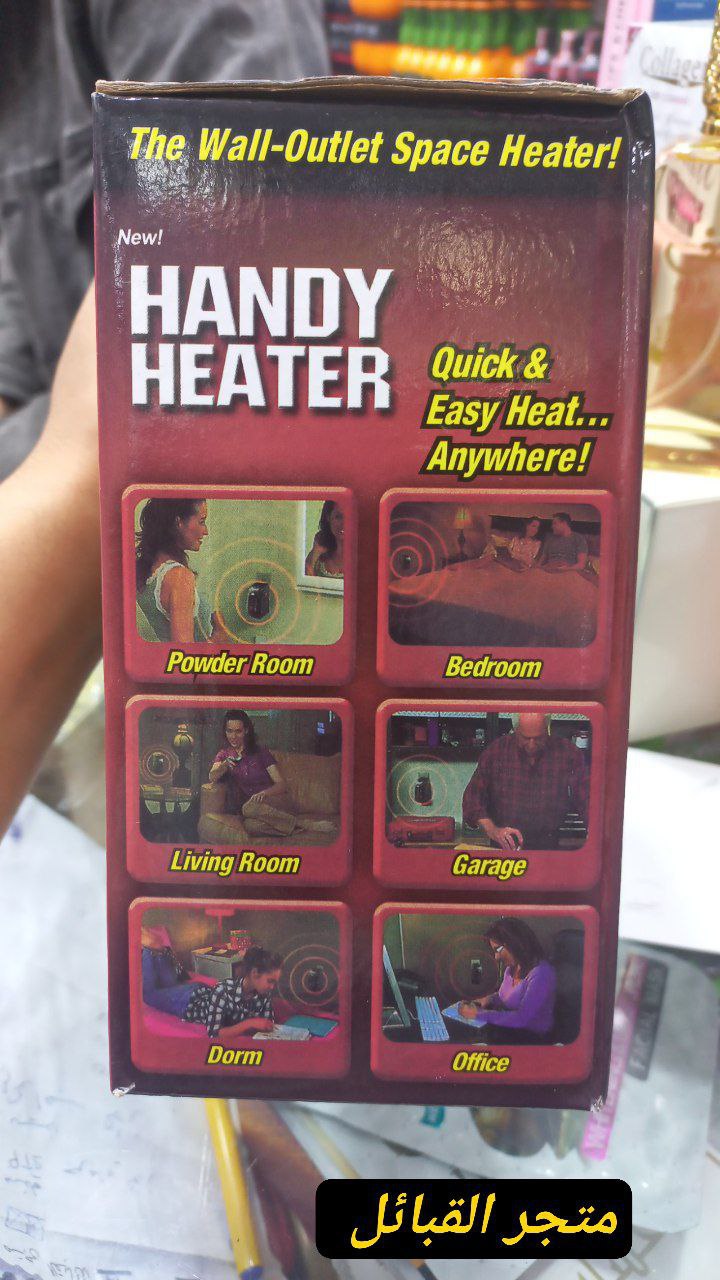 Collagen
The Wall-Outlet Space Heater!
New!
HANDY
HEATER
Quick &
Easy Heat...
Anywhere!
Powder Room
Bedroom
Living Room
Garage
Dorm
Office
متجر القبائل